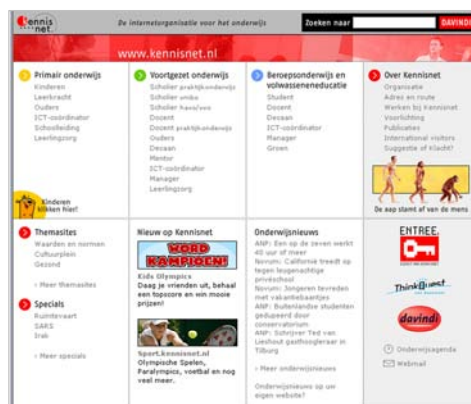 Kennis
net
De internetorganisatie voor het onderwijs
Zoeken naar
DAVINDI
www.kennisnet.nl
Primair onderwijs
Kinderen
Leerkracht
Ouders
ICT-coördinator
Schoolleiding
Leerlingzorg
Kinderen
klikken hier!
Voortgezet onderwijs
Scholier praktijkonderwijs
Scholier vmbo
Scholier havo/vwo
Docent
Docent praktijkonderwijs
Ouders
Decaan
Mentor
ICT-coördinator
Manager
Leerlingzorg
Beroepsonderwijs en
volwasseneneducatie
Student
Docent
Decaan
ICT-coördinator
Manager
Groen
Over Kennisnet
Organisatie
Adres en route
Werken bij Kennisnet
Voorlichting
Publicaties
International visitors
Suggestie of Klacht?
De aap stamt af van de mens
Themasites
Waarden en normen
Cultuurplein
Gezond
› Meer themasites
Specials
Ruimtevaart
SARS
Irak
› Meer specials
Nieuw op Kennisnet
WORD
KAMPIOEN!
Kids Olympics
Daag je vrienden uit, behaal
een topscore en win mooie
prijzen!
Sport.kennisnet.nl
Olympische Spelen,
Paralympics, voetbal en nog
veel meer.
Onderwijsnieuws
ANP: Een op de zeven werkt
40 uur of meer
Novum: Californië treedt op
tegen leugenachtige
privéschool
Novum: Jongeren tevreden
met vakantiebaantjes
ANP: Buitenlandse studenten
gedupeerd door
conservatorium
ANP: Schrijver Ted van
Lieshout gasthoogleraar in
Tilburg
› Meer onderwijsnieuws
Onderwijsnieuws op uw
eigen website?
ENTREE.
ThinkQuest
davindi
Onderwijsagenda
Webmail